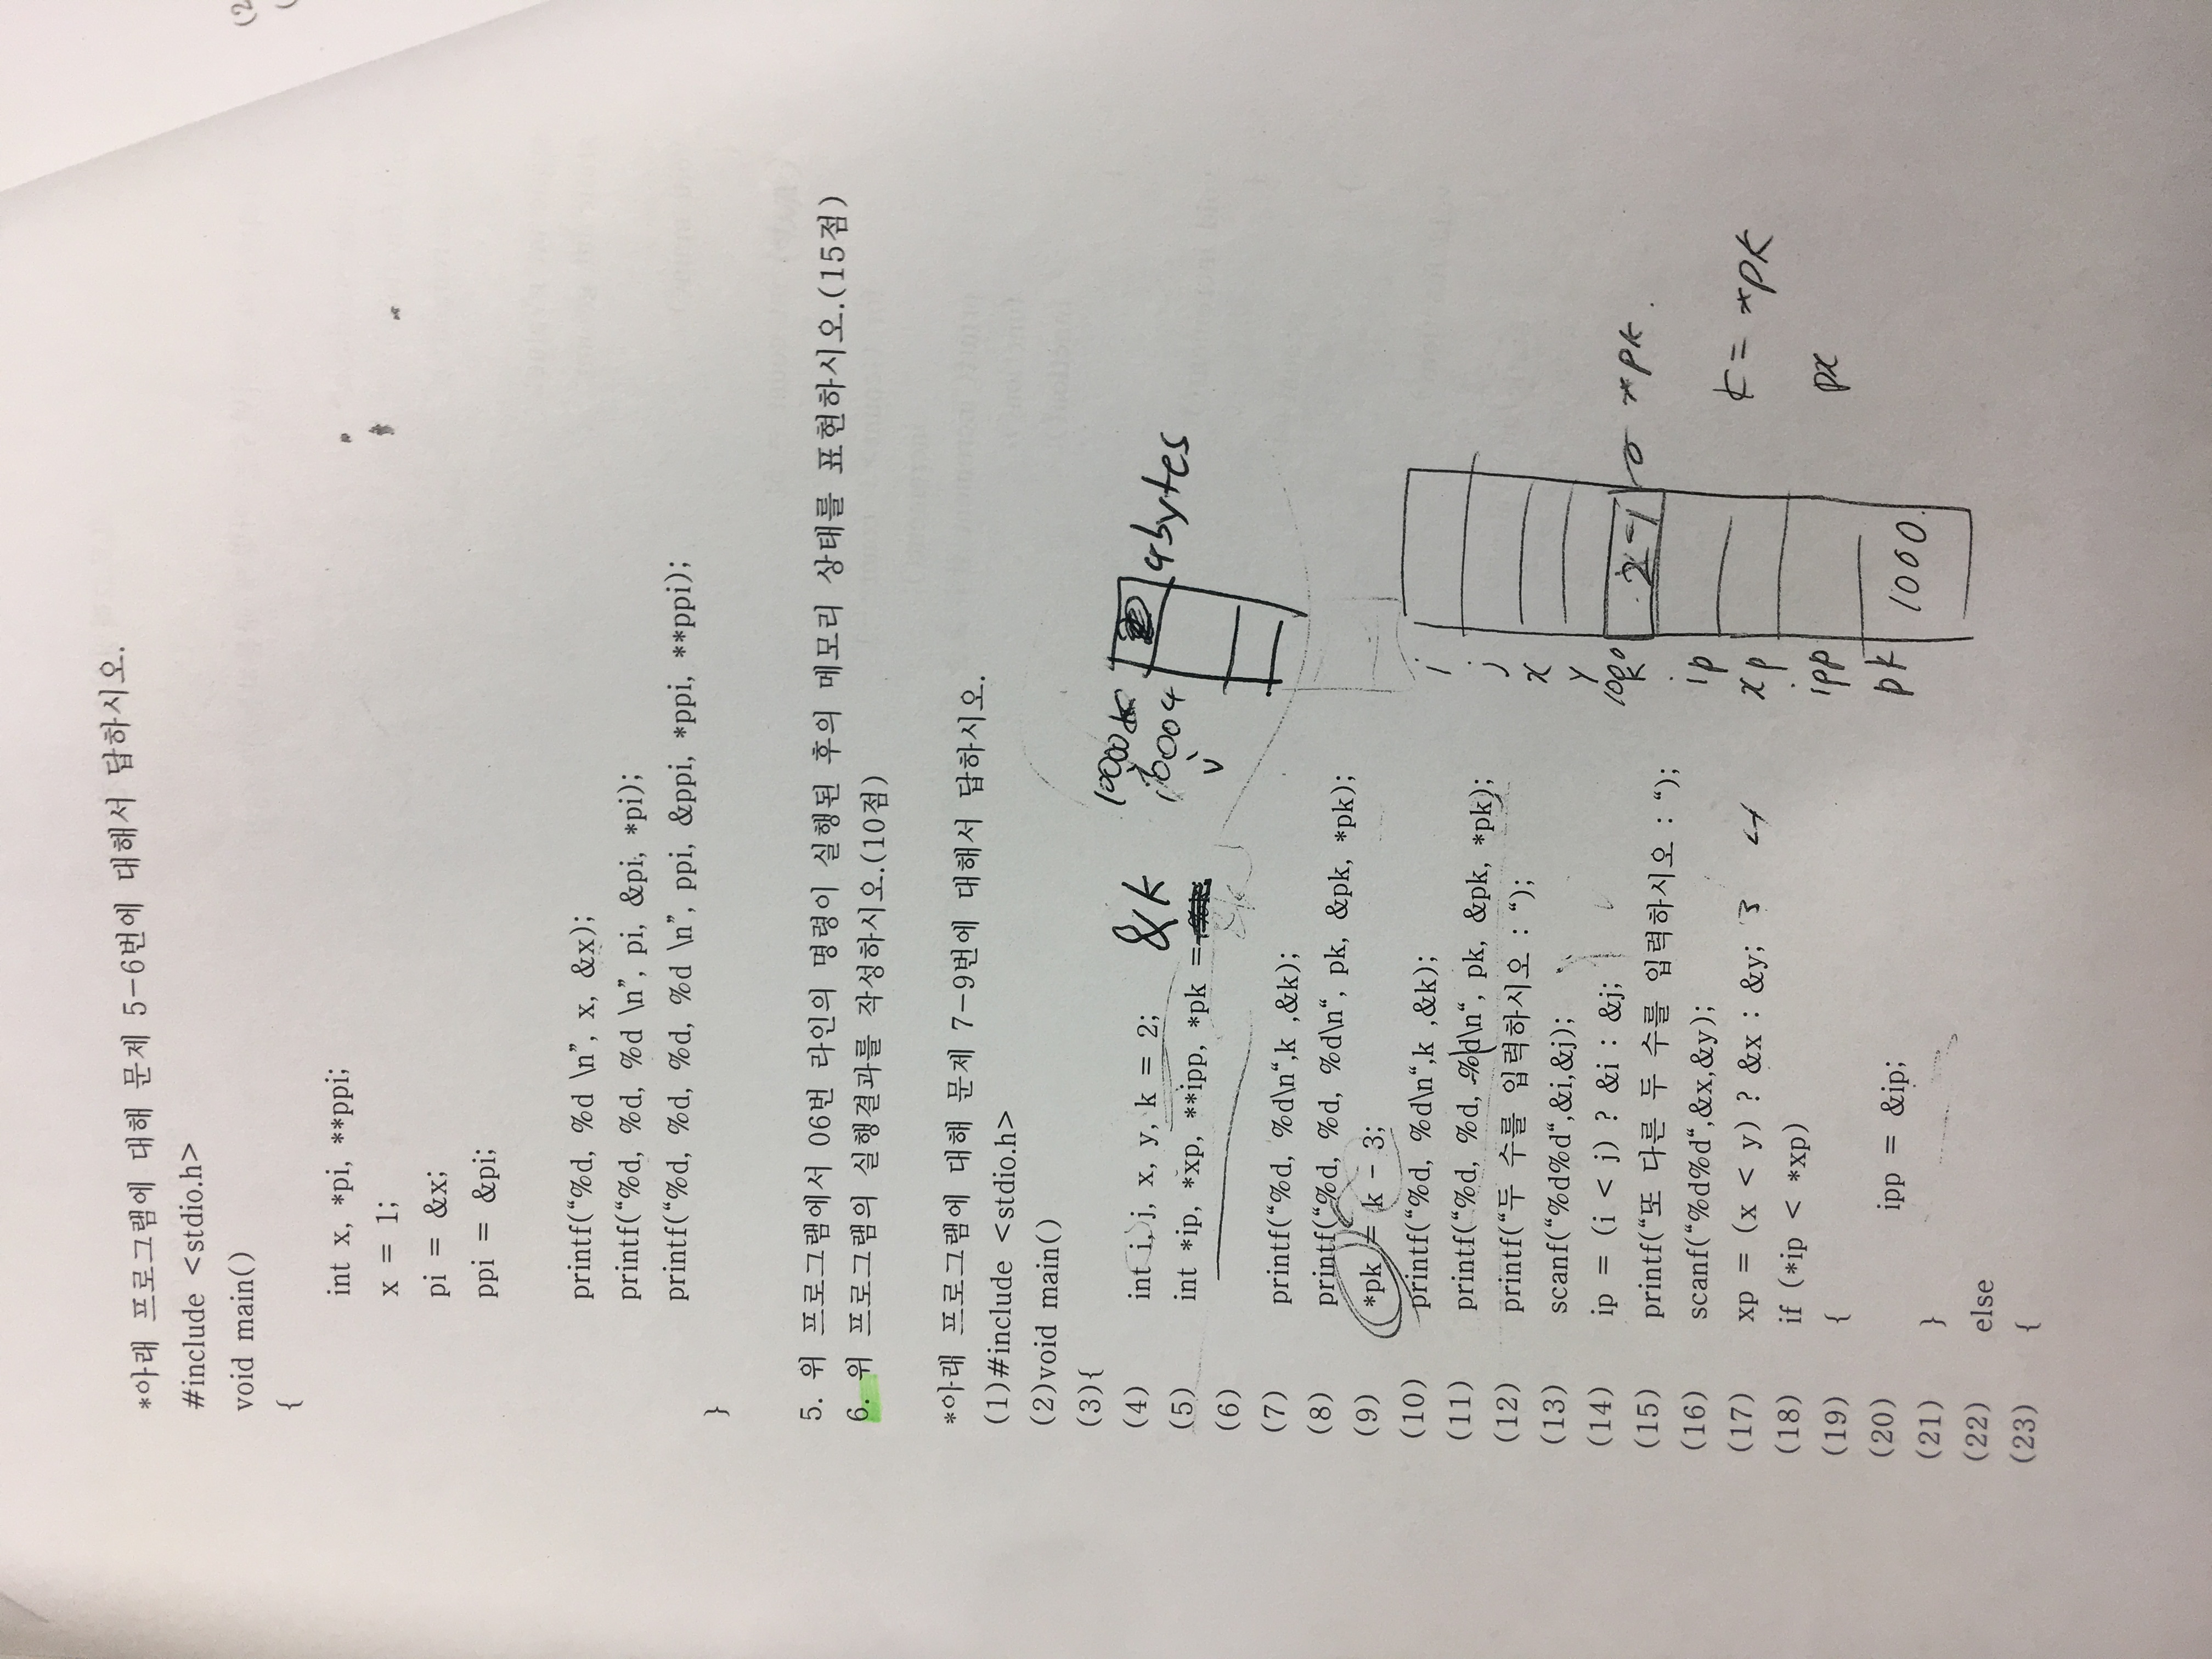 *아래 프로그램에 대해 문제 5-6번에 대해서 답하시오.
#include <stdio.h>
void main()
{
int x, *pi, **ppi;
x = 1;
pi = &x;
ppi = &pi;
printf("%d, %d \n", x, &x);
printf("%d, %d, %d \n", pi, &pi, *pi);
printf("%d, %d, %d, %d \n", ppi, &ppi, *ppi, **ppi);
}
5. 위 프로그램에서 06번 라인의 명령이 실행된 후의 메모리 상태를 표현하시오.(15점)
6. 위 프로그램의 실행결과를 작성하시오.(10점)
*아래 프로그램에 대해 문제 7-9번에 대해서 답하시오.
(1)#include <stdio.h>
(2)void main()
(3){
(4) int i, j, x, y, k = 2; &k
(5) int *ip, *xp, **ipp, *pk =
&k
10004
4bytes
(6)
(7) printf("%d, %d\n",k ,&k);
(8) printf("%d, %d, %d\n", pk, &pk, *pk);
(9) *pk = k - 3;
(10) printf("%d, %d\n",k ,&k);
(11) printf("%d, %d, %d\n", pk, &pk, *pk);
(12) printf("두 수를 입력하시오 : ");
(13) scanf("%d%d",&i,&j);
(14) ip = (i < j) ? &i : &j;
(15) printf("또 다른 두 수를 입력하시오 : ");
(16) scanf("%d%d",&x,&y);
(17) xp = (x < y) ? &x : &y; 3 4
(18) if (*ip < *xp)
(19) {
(20) ipp = &ip;
(21) }
(22) else
(23) {
i
j
x
y
1000
k 2 -1 *pk
ip
xp
ipp
pk 1000
k = *pk
px